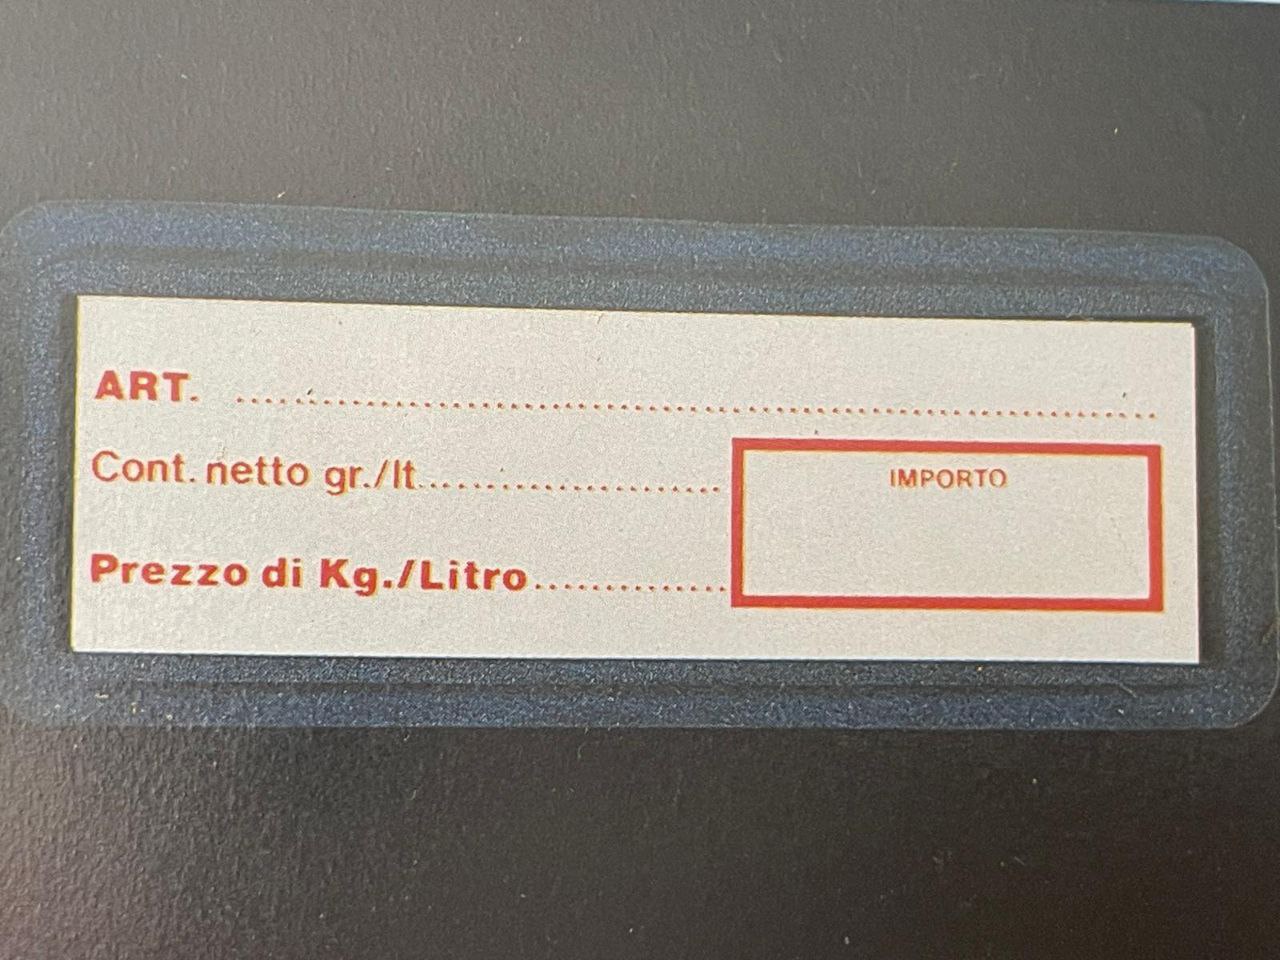 ART. ................................................................
Cont. netto gr./lt......................
IMPORTO
Prezzo di Kg./Litro..............